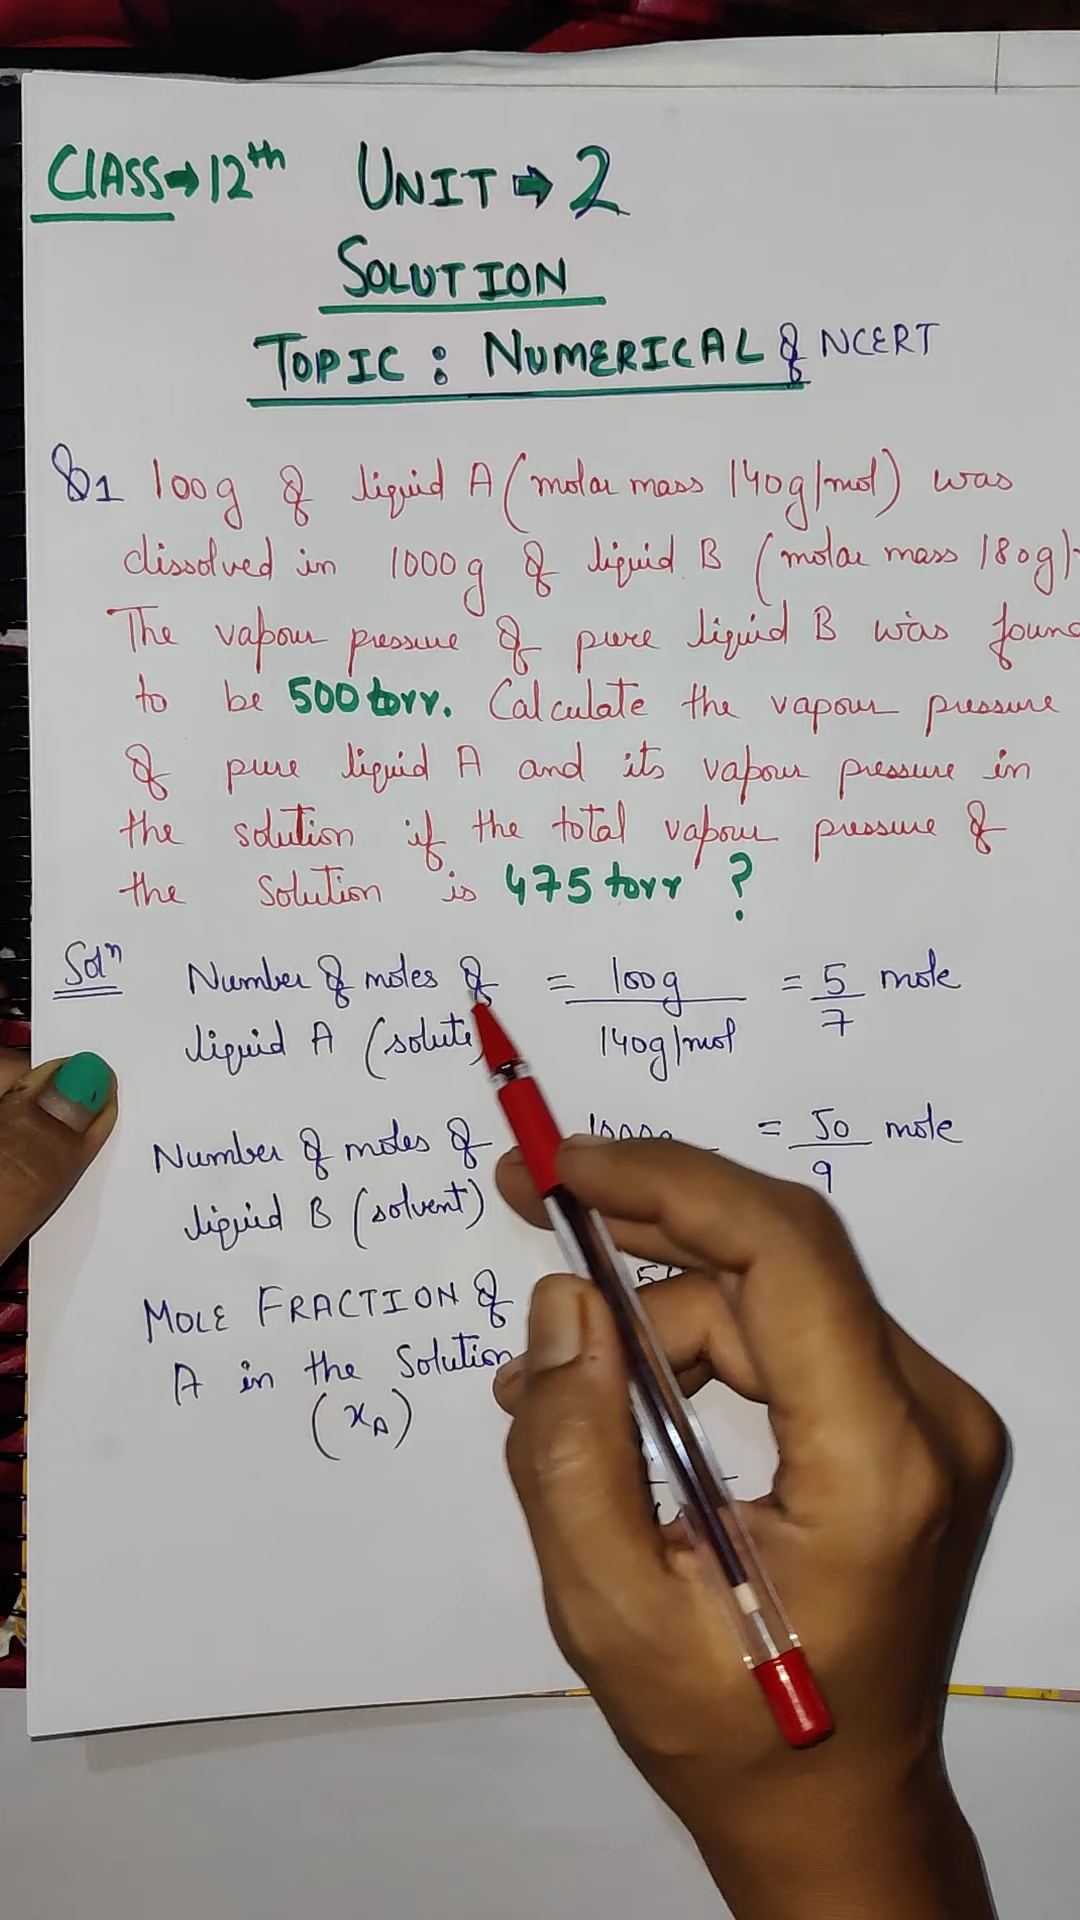 CLASS→12th UNIT→2
SOLUTION
TOPIC : NUMERICAL of NCERT
Q1 100g of liquid A (molar mass 140g/mol) was
dissolved in 1000g of liquid B (molar mass 180g)
The vapour pressure of pure liquid B was foun
to be 500 torr. Calculate the vapour pressure
of pure liquid A and its vapour pressure in
the solution if the total vapour pressure of
the solution is 475 torr ?
Solⁿ Number of moles of = 100g / 140g/mol = 5/7 mole
liquid A (solute)
Number of moles of 1000g = 50/9 mole
liquid B (solvent)
MOLE FRACTION of
A in the Solution
(xA)